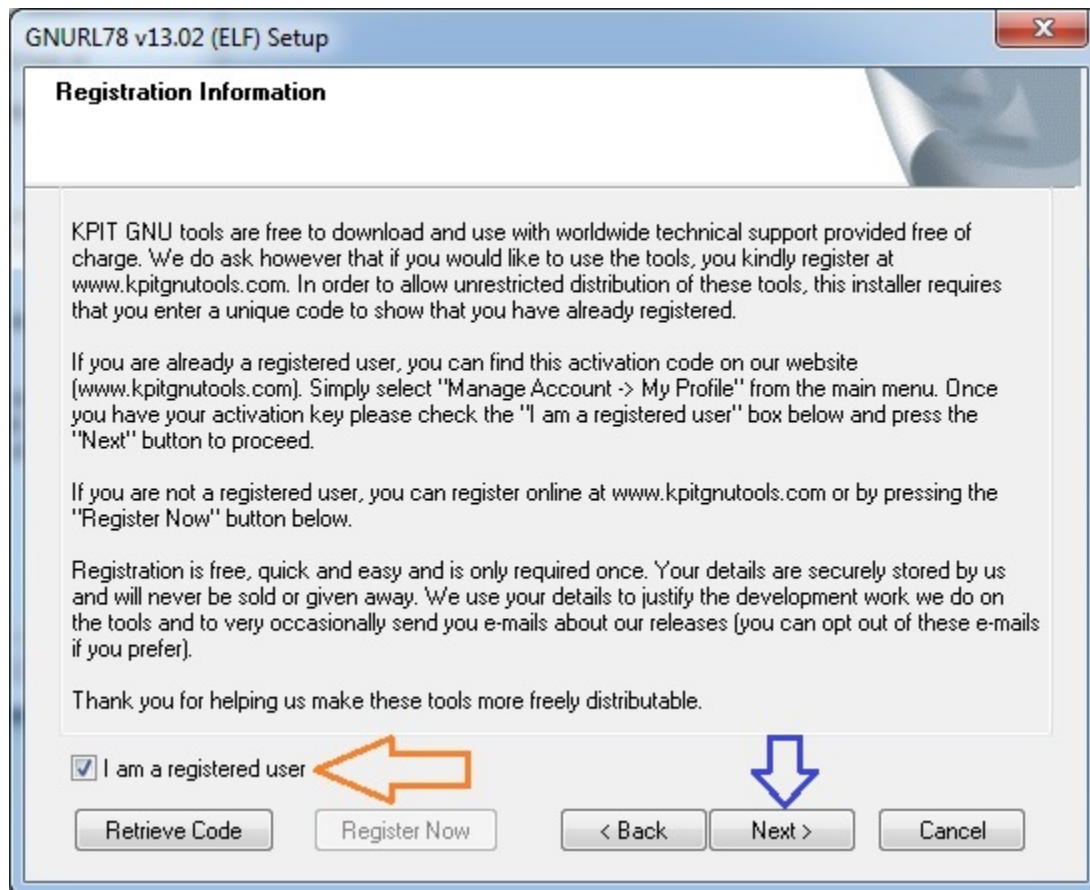 GNURL78 v13.02 (ELF) Setup
Registration Information
KPIT GNU tools are free to download and use with worldwide technical support provided free of
charge. We do ask however that if you would like to use the tools, you kindly register at
www.kpitgnutools.com. In order to allow unrestricted distribution of these tools, this installer requires
that you enter a unique code to show that you have already registered.
If you are already a registered user, you can find this activation code on our website
(www.kpitgnutools.com). Simply select "Manage Account -> My Profile" from the main menu. Once
you have your activation key please check the "I am a registered user" box below and press the
"Next" button to proceed.
If you are not a registered user, you can register online at www.kpitgnutools.com or by pressing the
"Register Now" button below.
Registration is free, quick and easy and is only required once. Your details are securely stored by us
and will never be sold or given away. We use your details to justify the development work we do on
the tools and to very occasionally send you e-mails about our releases (you can opt out of these e-mails
if you prefer).
Thank you for helping us make these tools more freely distributable.
I am a registered user
Retrieve Code Register Now < Back Next > Cancel